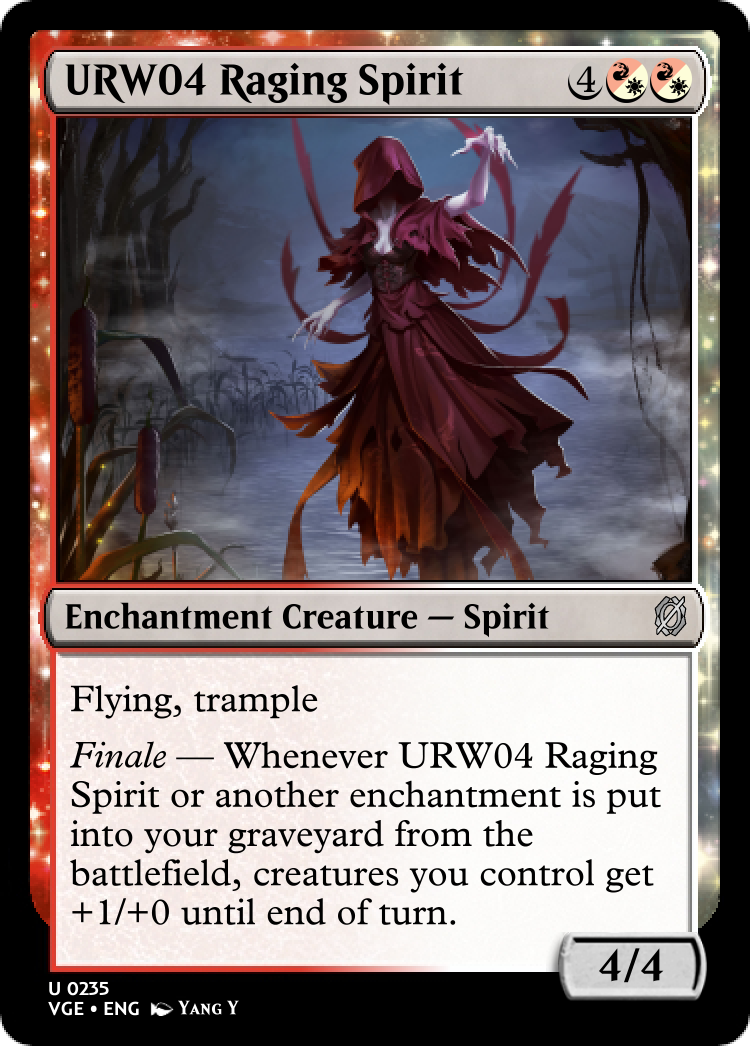 URW04 Raging Spirit 4
Enchantment Creature — Spirit
Flying, trample
Finale — Whenever URW04 Raging
Spirit or another enchantment is put
into your graveyard from the
battlefield, creatures you control get
+1/+0 until end of turn.
4/4
U 0235
VGE • ENG Yang Y